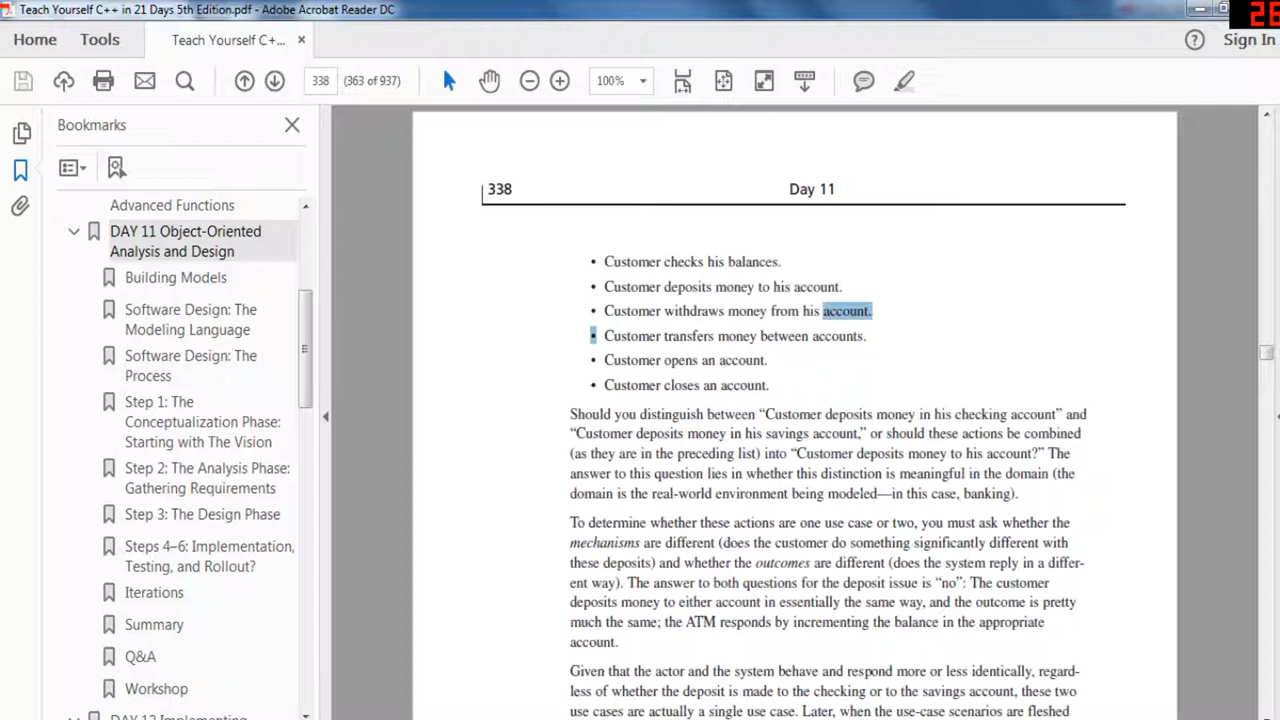 Teach Yourself C++ in 21 Days 5th Edition.pdf - Adobe Acrobat Reader DC
Home
Tools
Teach Yourself C+...
Sign In
338
(363 of 937)
100%
Bookmarks
Advanced Functions
DAY 11 Object-Oriented
Analysis and Design
Building Models
Software Design: The
Modeling Language
Software Design: The
Process
Step 1: The
Conceptualization Phase:
Starting with The Vision
Step 2: The Analysis Phase:
Gathering Requirements
Step 3: The Design Phase
Steps 4–6: Implementation,
Testing, and Rollout?
Iterations
Summary
Q&A
Workshop
DAY 12 Implementing
338 Day 11
• Customer checks his balances.
• Customer deposits money to his account.
• Customer withdraws money from his account.
• Customer transfers money between accounts.
• Customer opens an account.
• Customer closes an account.
Should you distinguish between “Customer deposits money in his checking account” and
“Customer deposits money in his savings account,” or should these actions be combined
(as they are in the preceding list) into “Customer deposits money to his account?” The
answer to this question lies in whether this distinction is meaningful in the domain (the
domain is the real-world environment being modeled—in this case, banking).
To determine whether these actions are one use case or two, you must ask whether the
mechanisms are different (does the customer do something significantly different with
these deposits) and whether the outcomes are different (does the system reply in a differ-
ent way). The answer to both questions for the deposit issue is “no”: The customer
deposits money to either account in essentially the same way, and the outcome is pretty
much the same; the ATM responds by incrementing the balance in the appropriate
account.
Given that the actor and the system behave and respond more or less identically, regard-
less of whether the deposit is made to the checking or to the savings account, these two
use cases are actually a single use case. Later, when the use-case scenarios are fleshed